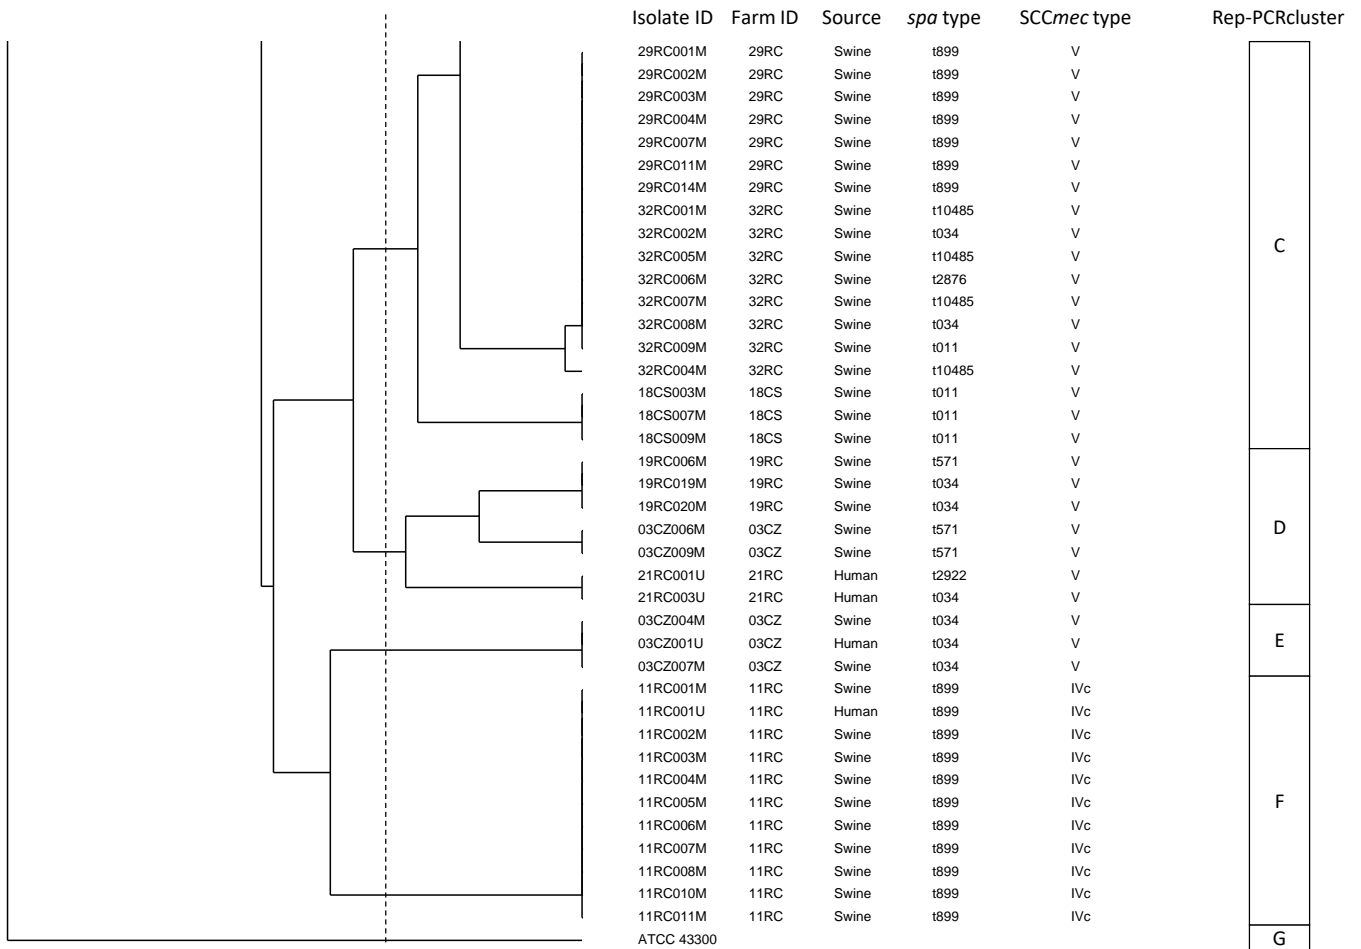 Isolate ID Farm ID Source spa type SCCmec type Rep-PCRcluster
29RC001M 29RC Swine t899 V
29RC002M 29RC Swine t899 V
29RC003M 29RC Swine t899 V
29RC004M 29RC Swine t899 V
29RC007M 29RC Swine t899 V
29RC011M 29RC Swine t899 V
29RC014M 29RC Swine t899 V
32RC001M 32RC Swine t10485 V
32RC002M 32RC Swine t034 V
C
32RC005M 32RC Swine t10485 V
32RC006M 32RC Swine t2876 V
32RC007M 32RC Swine t10485 V
32RC008M 32RC Swine t034 V
32RC009M 32RC Swine t011 V
32RC004M 32RC Swine t10485 V
18CS003M 18CS Swine t011 V
18CS007M 18CS Swine t011 V
18CS009M 18CS Swine t011 V
19RC006M 19RC Swine t571 V
19RC019M 19RC Swine t034 V
19RC020M 19RC Swine t034 V
D
03CZ006M 03CZ Swine t571 V
03CZ009M 03CZ Swine t571 V
21RC001U 21RC Human t2922 V
21RC003U 21RC Human t034 V
03CZ004M 03CZ Swine t034 V
03CZ001U 03CZ Human t034 V
E
03CZ007M 03CZ Swine t034 V
11RC001M 11RC Swine t899 IVc
11RC001U 11RC Human t899 IVc
11RC002M 11RC Swine t899 IVc
11RC003M 11RC Swine t899 IVc
11RC004M 11RC Swine t899 IVc
11RC005M 11RC Swine t899 IVc
F
11RC006M 11RC Swine t899 IVc
11RC007M 11RC Swine t899 IVc
11RC008M 11RC Swine t899 IVc
11RC010M 11RC Swine t899 IVc
11RC011M 11RC Swine t899 IVc
ATCC 43300 G